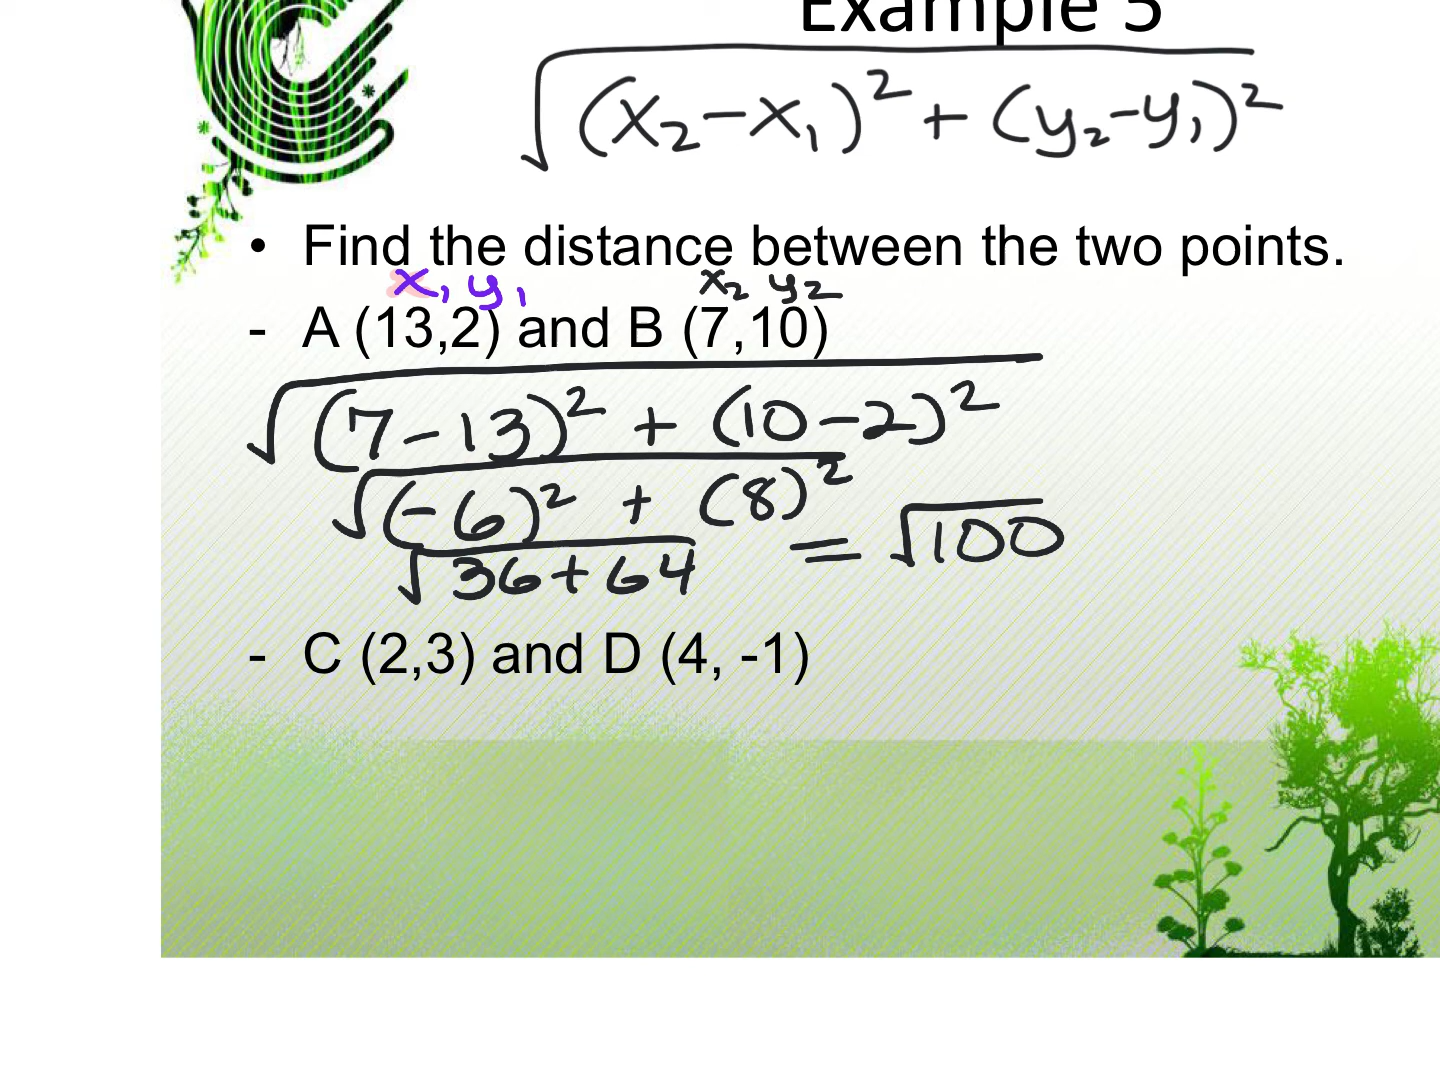 Example 5
√(x₂-x₁)² + (y₂-y₁)²
• Find the distance between the two points.
x₁ y₁ x₂ y₂
- A (13,2) and B (7,10)
√(7-13)² + (10-2)²
√(-6)² + (8)²
√36+64 = √100
- C (2,3) and D (4, -1)